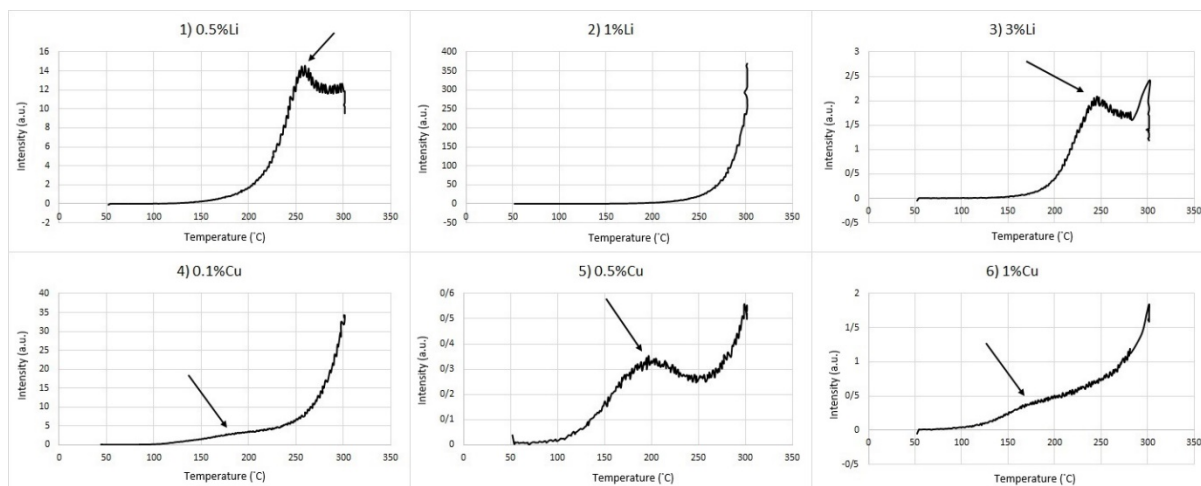 1) 0.5%Li
16
14
12
10
8
6
4
2
0
-2
0 50 100 150 200 250 300 350
Intensity (a.u.)
Temperature (˚C)
2) 1%Li
400
350
300
250
200
150
100
50
0
-50
0 50 100 150 200 250 300 350
Intensity (a.u.)
Temperature (˚C)
3) 3%Li
3
2/5
2
1/5
1
0/5
0
-0/5
0 50 100 150 200 250 300 350
Intensity (a.u.)
Temperature (˚C)
4) 0.1%Cu
40
35
30
25
20
15
10
5
0
0 50 100 150 200 250 300 350
Intensity (a.u.)
Temperature (˚C)
5) 0.5%Cu
0/6
0/5
0/4
0/3
0/2
0/1
0
0 50 100 150 200 250 300 350
Intensity (a.u.)
Temperature (˚C)
6) 1%Cu
2
1/5
1
0/5
0
-0/5
0 50 100 150 200 250 300 350
Intensity (a.u.)
Temperature (˚C)